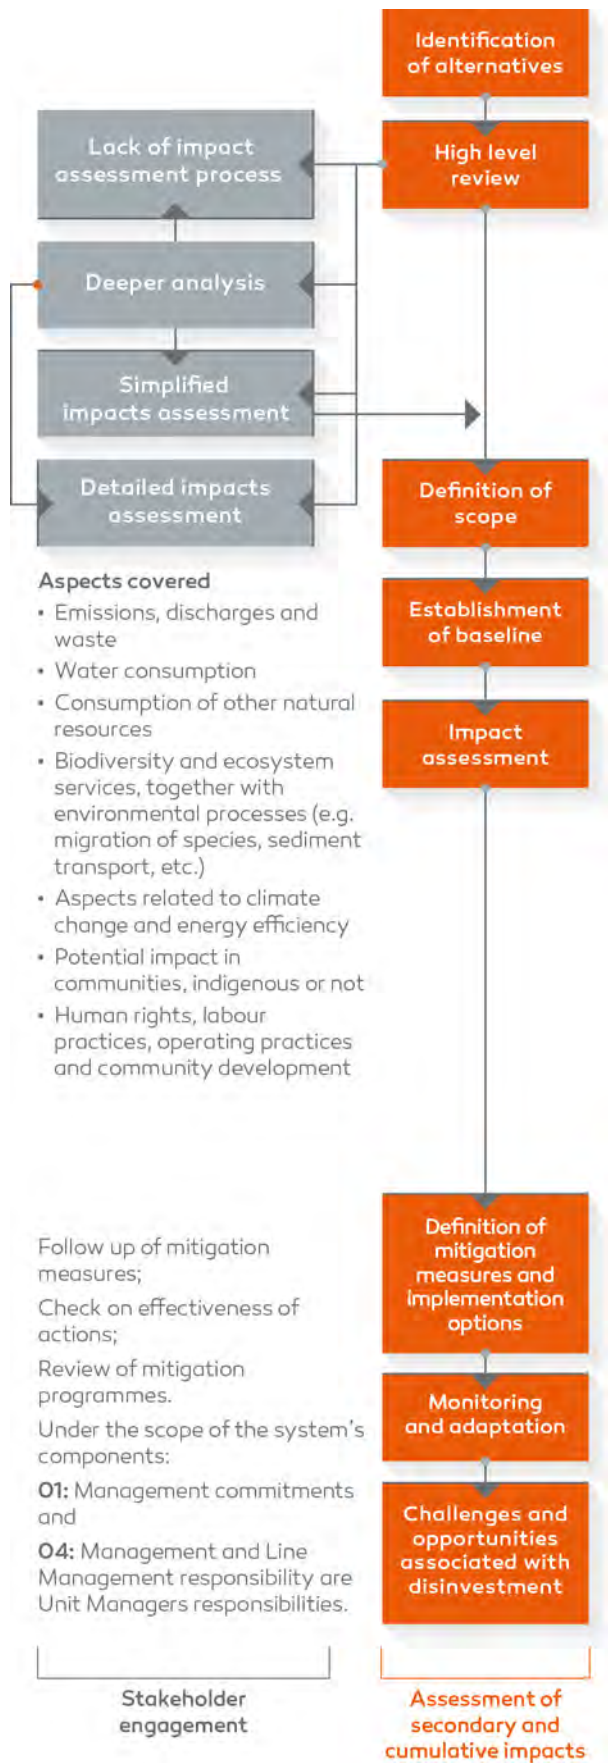 Identification
of alternatives
Lack of impact
assessment process
High level
review
Deeper analysis
Simplified
impacts assessment
Detailed impacts
assessment
Definition of
scope
Aspects covered
• Emissions, discharges and
waste
• Water consumption
• Consumption of other natural
resources
• Biodiversity and ecosystem
services, together with
environmental processes (e.g.
migration of species, sediment
transport, etc.)
• Aspects related to climate
change and energy efficiency
• Potential impact in
communities, indigenous or not
• Human rights, labour
practices, operating practices
and community development
Establishment
of baseline
Impact
assessment
Follow up of mitigation
measures;
Check on effectiveness of
actions;
Review of mitigation
programmes.
Under the scope of the system's
components:
01: Management commitments
and
04: Management and Line
Management responsibility are
Unit Managers responsibilities.
Definition of
mitigation
measures and
implementation
options
Monitoring
and adaptation
Challenges and
opportunities
associated with
disinvestment
Stakeholder
engagement
Assessment of
secondary and
cumulative impacts